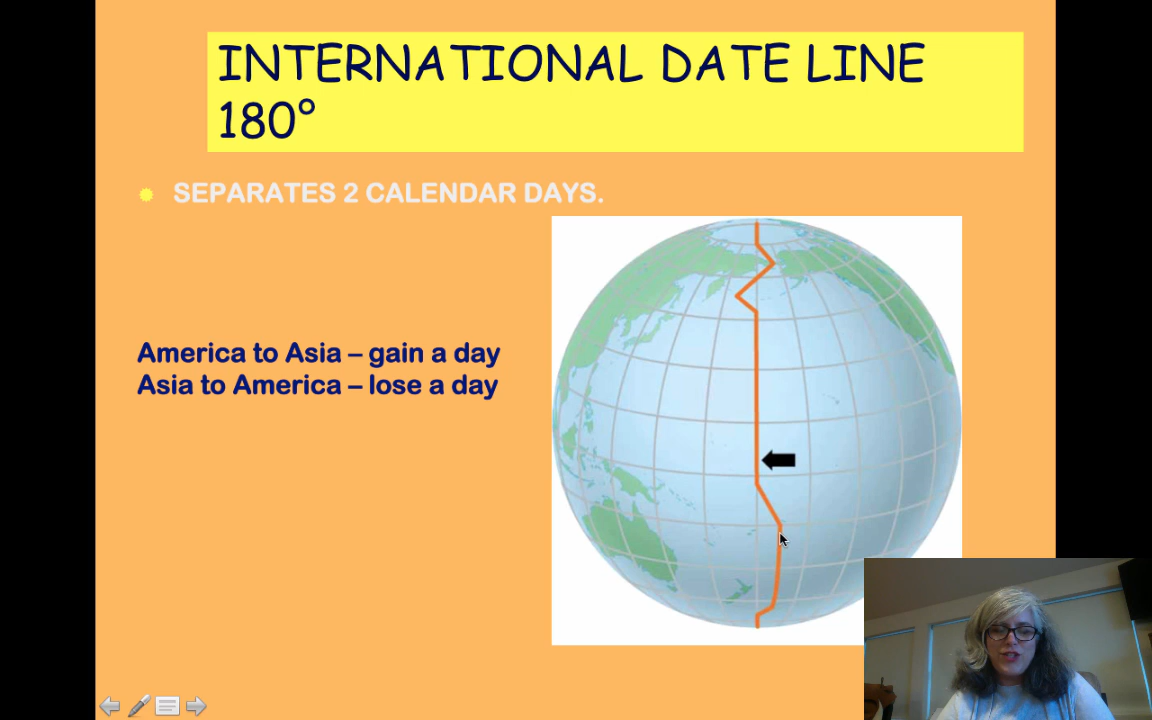 INTERNATIONAL DATE LINE
180°
SEPARATES 2 CALENDAR DAYS.
America to Asia – gain a day
Asia to America – lose a day